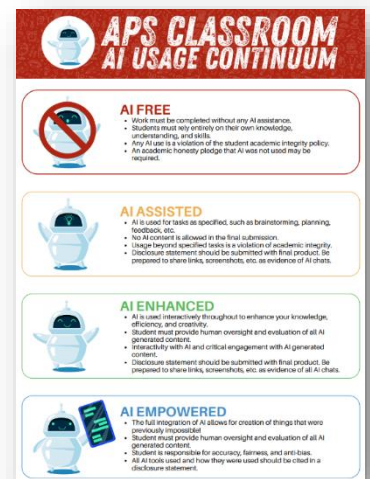 APS CLASSROOM
AI USAGE CONTINUUM
AI FREE
• Work must be completed without any AI assistance.
• Students must rely entirely on their own knowledge,
understanding, and skills.
• Any AI use is a violation of the student academic integrity policy.
• An academic honesty pledge that AI was not used may be
required.
AI ASSISTED
• AI is used for tasks as specified, such as brainstorming, planning,
feedback, etc.
• No AI content is allowed in the final submission.
• Usage beyond specified tasks is a violation of academic integrity.
• Disclosure statement should be submitted with final product. Be
prepared to share links, screenshots, etc. as evidence of AI chats.
AI ENHANCED
• AI is used interactively throughout to enhance your knowledge,
efficiency, and creativity.
• Student must provide human oversight and evaluation of all AI
generated content.
• Interactivity with AI and critical engagement with AI generated
content.
• Disclosure statement should be submitted with final product. Be
prepared to share links, screenshots, etc. as evidence of all AI chats.
AI EMPOWERED
• The full integration of AI allows for creation of things that were
previously impossible!
• Student must provide human oversight and evaluation of all AI
generated content.
• Student is responsible for accuracy, fairness, and anti-bias.
• All AI tools used and how they were used should be cited in a
disclosure statement.